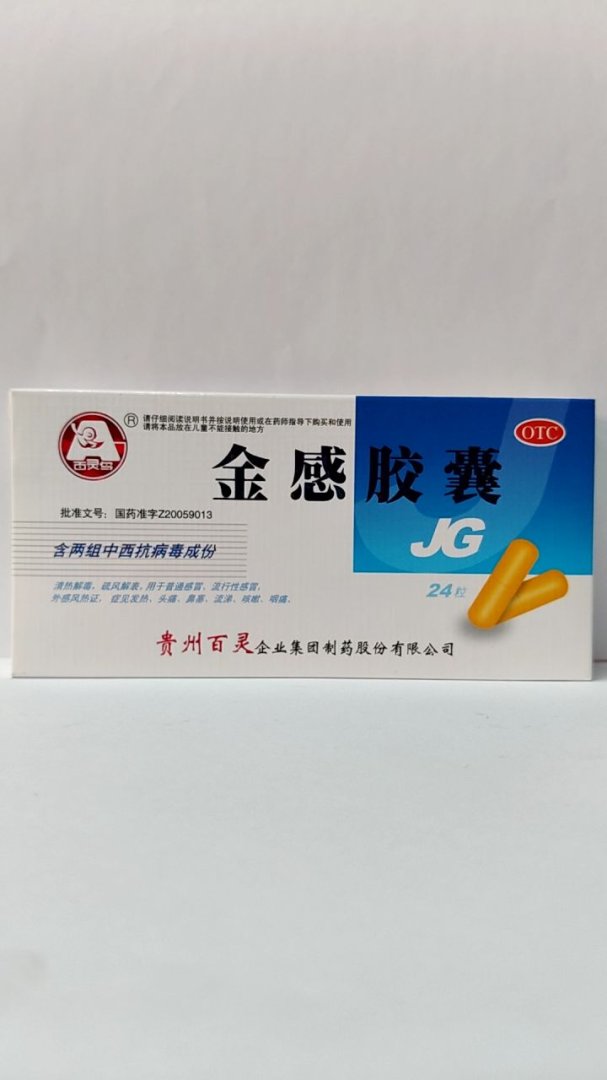 百灵鸟
®
请仔细阅读说明书并按说明使用或在药师指导下购买和使用
请将本品放在儿童不能接触的地方
OTC
金感胶囊
批准文号：国药准字Z20059013
JG
含两组中西抗病毒成份
清热解毒，疏风解表。用于普通感冒，流行性感冒，
外感风热证，症见发热、头痛、鼻塞、流涕、咳嗽、咽痛。
24粒
贵州百灵企业集团制药股份有限公司